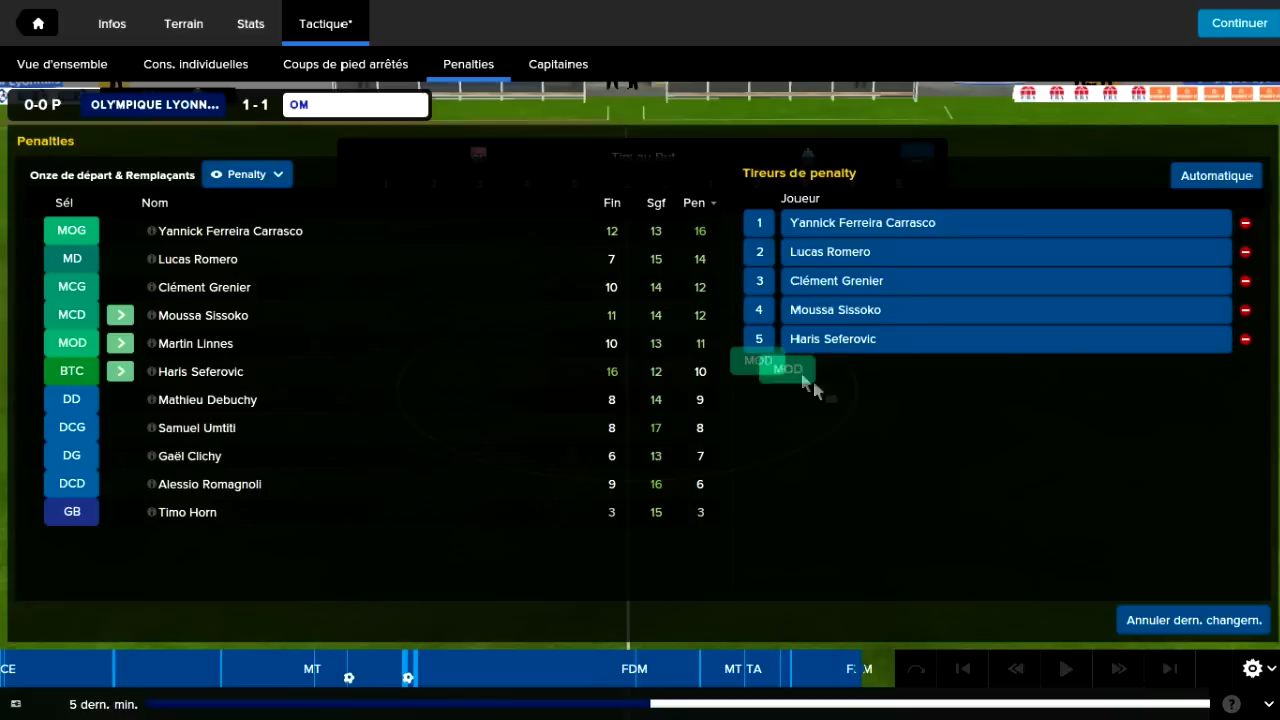 Infos Terrain Stats Tactique* Continuer
Vue d'ensemble Cons. individuelles Coups de pied arrêtés Penalties Capitaines
0-0 P OLYMPIQUE LYONN... 1 - 1 OM
Penalties
Onze de départ & Remplaçants Penalty
Sél Nom Fin Sgf Pen
MOG Yannick Ferreira Carrasco 12 13 16
MD Lucas Romero 7 15 14
MCG Clément Grenier 10 14 12
MCD Moussa Sissoko 11 14 12
MOD Martin Linnes 10 13 11
BTC Haris Seferovic 16 12 10
DD Mathieu Debuchy 8 14 9
DCG Samuel Umtiti 8 17 8
DG Gaël Clichy 6 13 7
DCD Alessio Romagnoli 9 16 6
GB Timo Horn 3 15 3
Tireurs de penalty Automatique
Joueur
1 Yannick Ferreira Carrasco
2 Lucas Romero
3 Clément Grenier
4 Moussa Sissoko
5 Haris Seferovic
MOD
MOD
Annuler dern. changem.
CE MT FDM MT TA
5 dern. min.